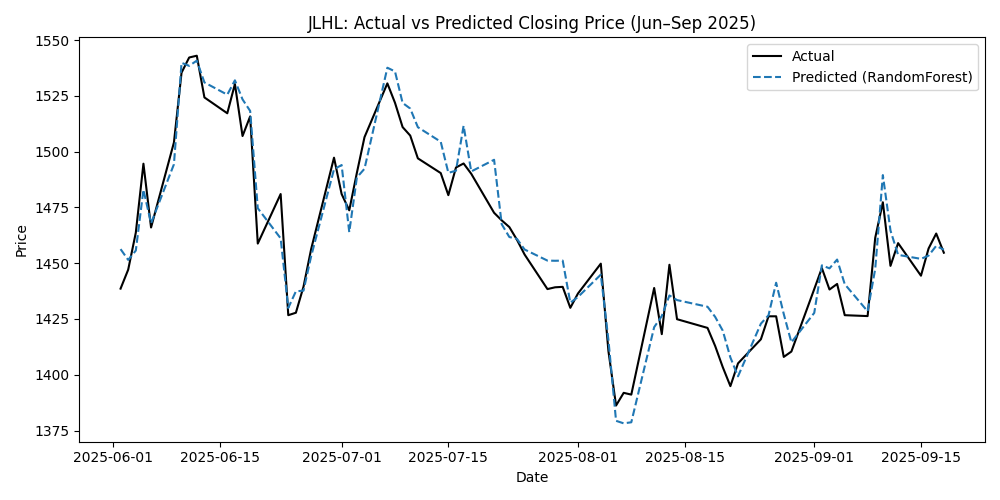 JLHL: Actual vs Predicted Closing Price (Jun–Sep 2025)
Actual
Predicted (RandomForest)
Price
1550
1525
1500
1475
1450
1425
1400
1375
2025-06-01 2025-06-15 2025-07-01 2025-07-15 2025-08-01 2025-08-15 2025-09-01 2025-09-15
Date